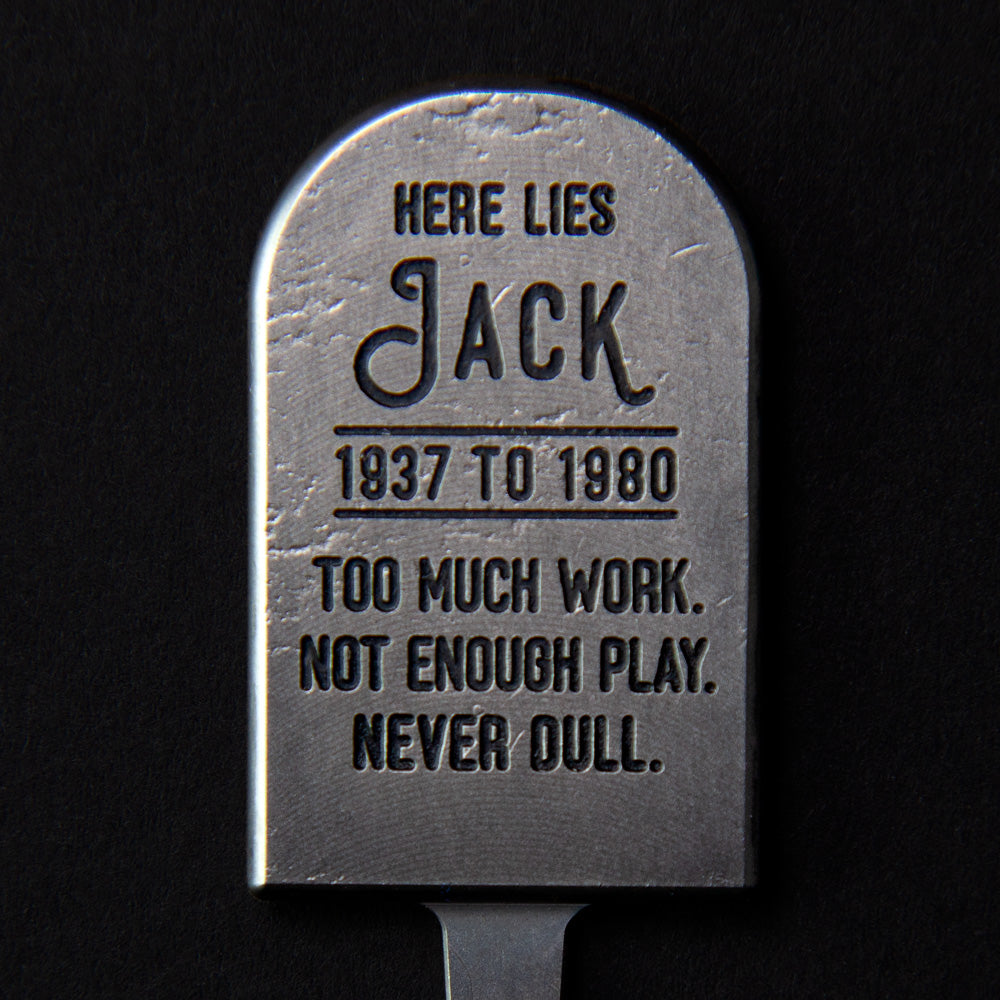 HERE LIES
JACK
1937 TO 1980
TOO MUCH WORK.
NOT ENOUGH PLAY.
NEVER DULL.